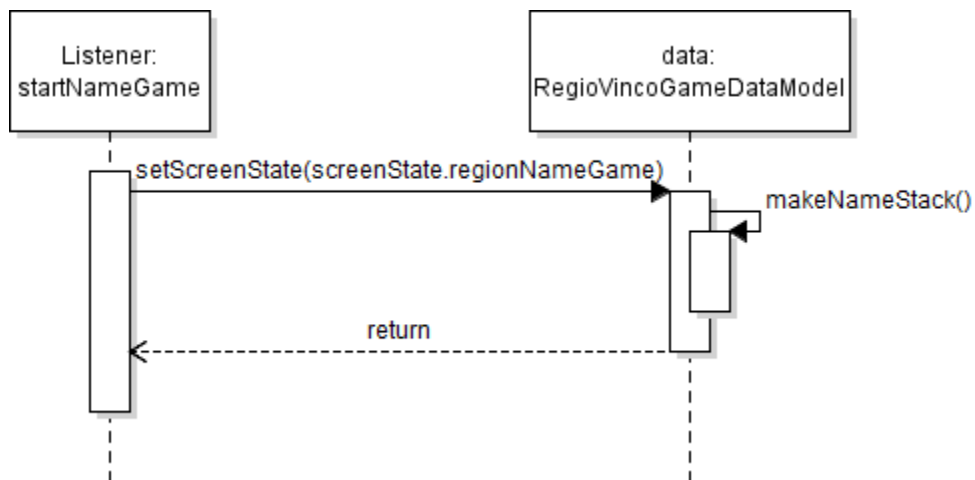 Listener:
startNameGame
data:
RegioVincoGameDataModel
setScreenState(screenState.regionNameGame)
makeNameStack()
return